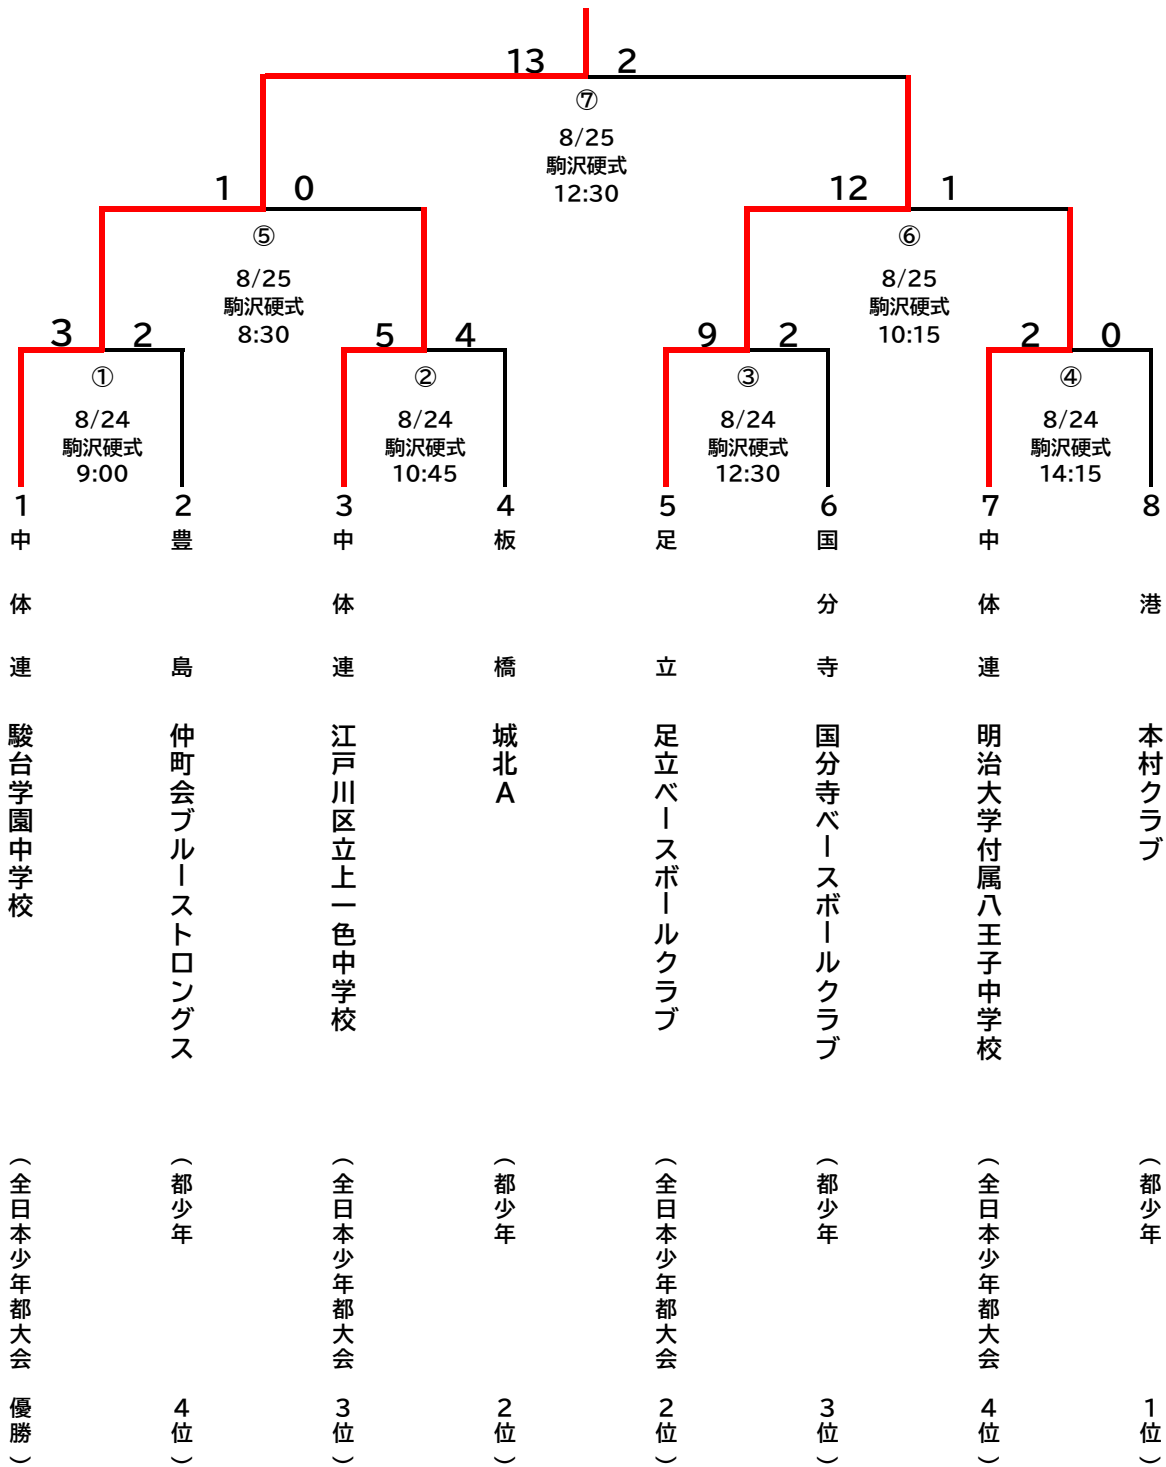 13 2
⑦
8/25
駒沢硬式
12:30
1 0
⑤
8/25
駒沢硬式
8:30
12 1
⑥
8/25
駒沢硬式
10:15
3 2
①
8/24
駒沢硬式
9:00
5 4
②
8/24
駒沢硬式
10:45
9 2
③
8/24
駒沢硬式
12:30
2 0
④
8/24
駒沢硬式
14:15
1
中体連
駿台学園中学校
（全日本少年都大会 優勝）
2
豊島
仲町会ブルーストロングス
（都少年 4位）
3
中体連
江戸川区立上一色中学校
（全日本少年都大会 3位）
4
板橋
城北A
（都少年 2位）
5
足立
足立ベースボールクラブ
（全日本少年都大会 2位）
6
国分寺
国分寺ベースボールクラブ
（都少年 3位）
7
中体連
明治大学付属八王子中学校
（全日本少年都大会 4位）
8
港
本村クラブ
（都少年 1位）